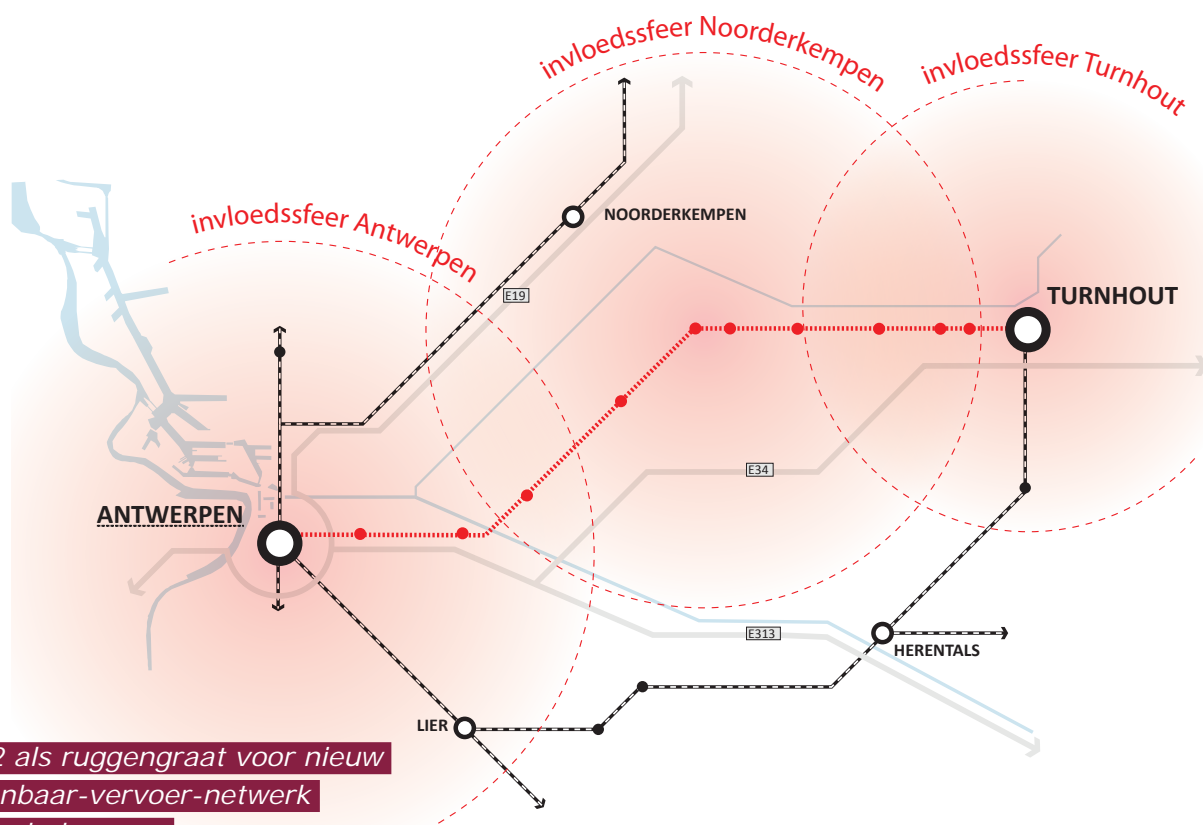 invloedssfeer Noorderkempen
invloedssfeer Turnhout
invloedssfeer Antwerpen
NOORDERKEMPEN
E19
TURNHOUT
E34
ANTWERPEN
E313
HERENTALS
LIER
2 als ruggengraat voor nieuw
nbaar-vervoer-netwerk